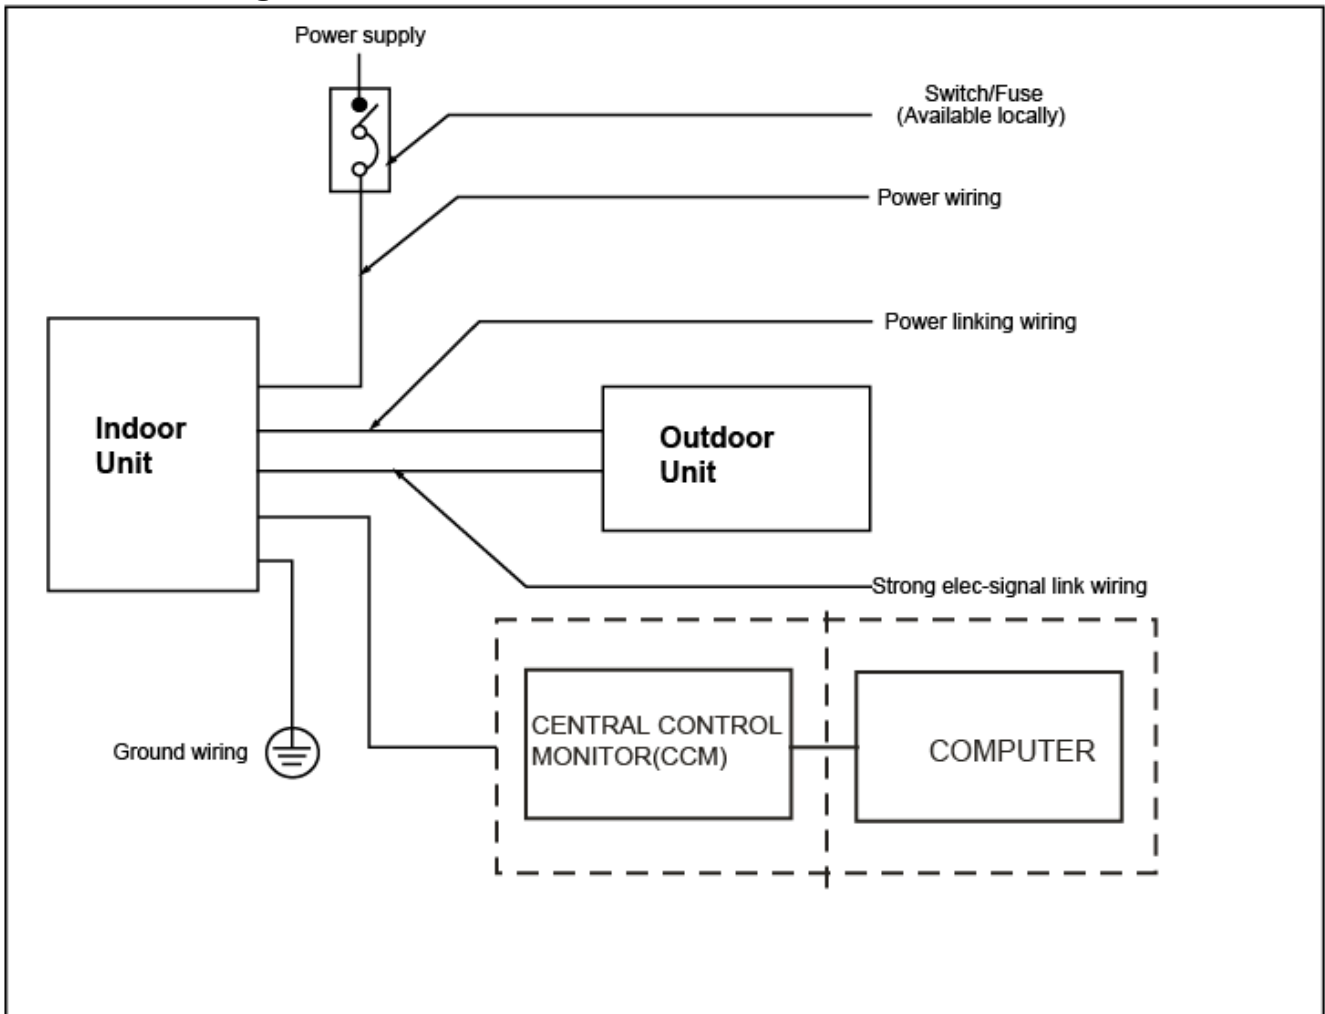 Power supply
Switch/Fuse
(Available locally)
Power wiring
Power linking wiring
Indoor
Unit
Outdoor
Unit
Strong elec-signal link wiring
CENTRAL CONTROL
MONITOR(CCM)
COMPUTER
Ground wiring